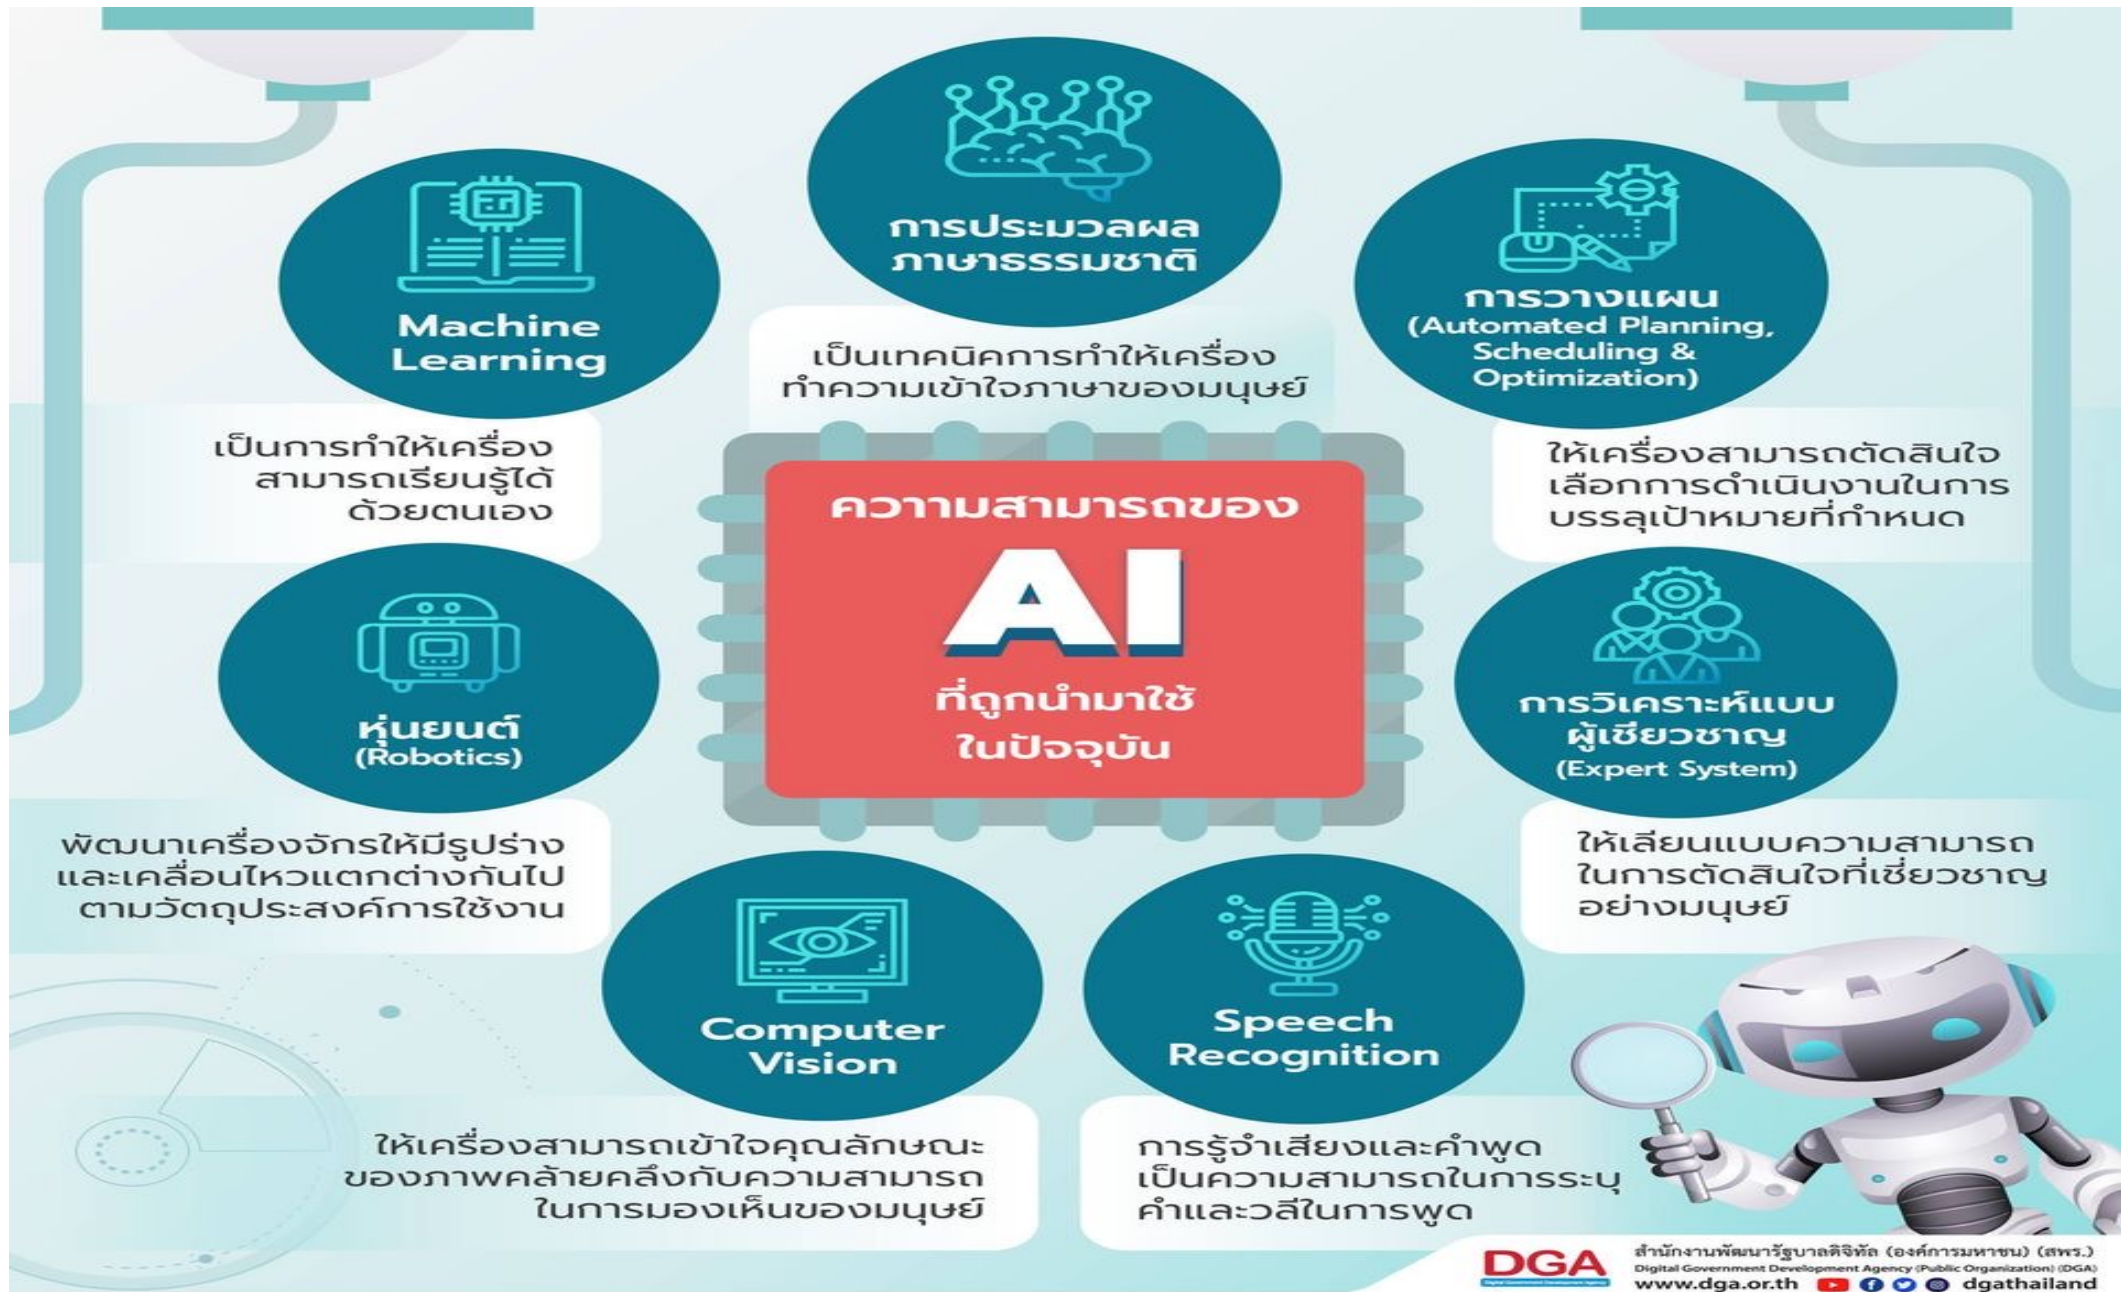 ความสามารถของ
AI
ที่ถูกนำมาใช้
ในปัจจุบัน
การประมวลผล
ภาษาธรรมชาติ
เป็นเทคนิคการทำให้เครื่อง
ทำความเข้าใจภาษาของมนุษย์
Machine
Learning
เป็นการทำให้เครื่อง
สามารถเรียนรู้ได้
ด้วยตนเอง
การวางแผน
(Automated Planning,
Scheduling &
Optimization)
ให้เครื่องสามารถตัดสินใจ
เลือกการดำเนินงานในการ
บรรลุเป้าหมายที่กำหนด
หุ่นยนต์
(Robotics)
พัฒนาเครื่องจักรให้มีรูปร่าง
และเคลื่อนไหวแตกต่างกันไป
ตามวัตถุประสงค์การใช้งาน
การวิเคราะห์แบบ
ผู้เชียวชาญ
(Expert System)
ให้เลียนแบบความสามารถ
ในการตัดสินใจที่เชี่ยวชาญ
อย่างมนุษย์
Computer
Vision
ให้เครื่องสามารถเข้าใจคุณลักษณะ
ของภาพคล้ายคลึงกับความสามารถ
ในการมองเห็นของมนุษย์
Speech
Recognition
การรู้จำเสียงและคำพูด
เป็นความสามารถในการระบุ
คำและวลีในการพูด
DGA
Digital Government Development Agency
สำนักงานพัฒนารัฐบาลดิจิทัล (องค์การมหาชน) (สพร.)
Digital Government Development Agency (Public Organization) (DGA)
www.dga.or.th dgathailand